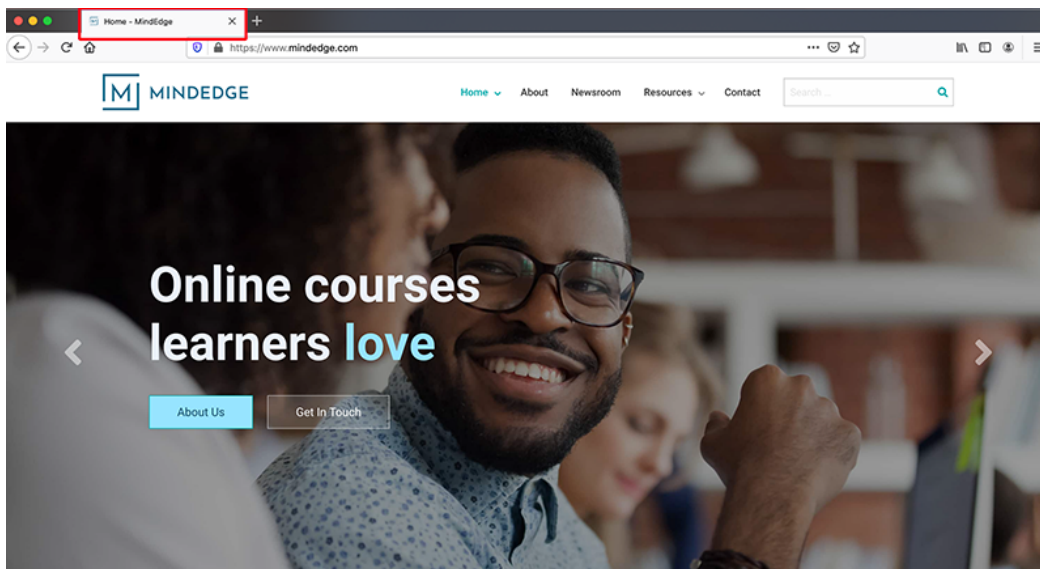 Home - MindEdge
https://www.mindedge.com
M MINDEDGE
Home About Newsroom Resources Contact Search ...
Online courses
learners love
About Us Get In Touch